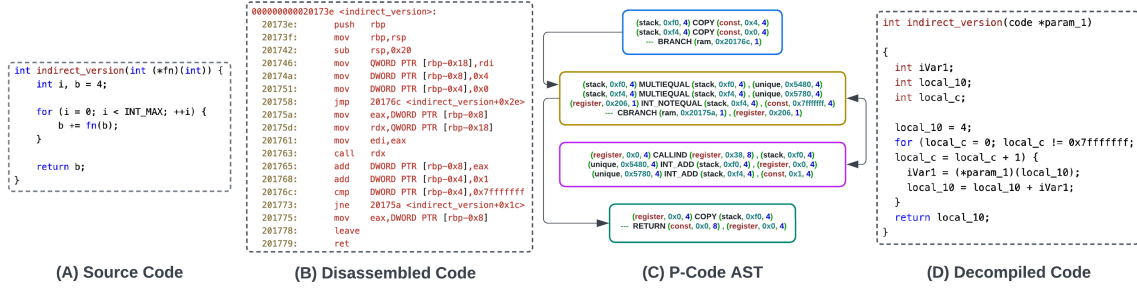 int indirect_version(int (*fn)(int)) {
int i, b = 4;
for (i = 0; i < INT_MAX; ++i) {
b += fn(b);
}
return b;
}
(A) Source Code
000000000020173e <indirect_version>:
20173e: push rbp
20173f: mov rbp,rsp
201742: sub rsp,0x20
201746: mov QWORD PTR [rbp-0x18],rdi
20174a: mov DWORD PTR [rbp-0x8],0x4
201751: mov DWORD PTR [rbp-0x4],0x0
201758: jmp 20176c <indirect_version+0x2e>
20175a: mov eax,DWORD PTR [rbp-0x8]
20175d: mov rdx,QWORD PTR [rbp-0x18]
201761: mov edi,eax
201763: call rdx
201765: add DWORD PTR [rbp-0x8],eax
201768: add DWORD PTR [rbp-0x4],0x1
20176c: cmp DWORD PTR [rbp-0x4],0x7fffffff
201773: jne 20175a <indirect_version+0x1c>
201775: mov eax,DWORD PTR [rbp-0x8]
201778: leave
201779: ret
(B) Disassembled Code
(stack, 0xf0, 4) COPY (const, 0x4, 4)
(stack, 0xf4, 4) COPY (const, 0x0, 4)
--- BRANCH (ram, 0x20176c, 1)
(stack, 0xf0, 4) MULTIEQUAL (stack, 0xf0, 4) , (unique, 0x5480, 4)
(stack, 0xf4, 4) MULTIEQUAL (stack, 0xf4, 4) , (unique, 0x5780, 4)
(register, 0x206, 1) INT_NOTEQUAL (stack, 0xf4, 4) , (const, 0x7fffffff, 4)
--- CBRANCH (ram, 0x20175a, 1) , (register, 0x206, 1)
(register, 0x0, 4) CALLIND (register, 0x38, 8) , (stack, 0xf0, 4)
(unique, 0x5480, 4) INT_ADD (stack, 0xf0, 4) , (register, 0x0, 4)
(unique, 0x5780, 4) INT_ADD (stack, 0xf4, 4) , (const, 0x1, 4)
(register, 0x0, 4) COPY (stack, 0xf0, 4)
--- RETURN (const, 0x0, 8) , (register, 0x0, 4)
(C) P-Code AST
int indirect_version(code *param_1)
{
int iVar1;
int local_10;
int local_c;
local_10 = 4;
for (local_c = 0; local_c != 0x7fffffff;
local_c = local_c + 1) {
iVar1 = (*param_1)(local_10);
local_10 = local_10 + iVar1;
}
return local_10;
}
(D) Decompiled Code